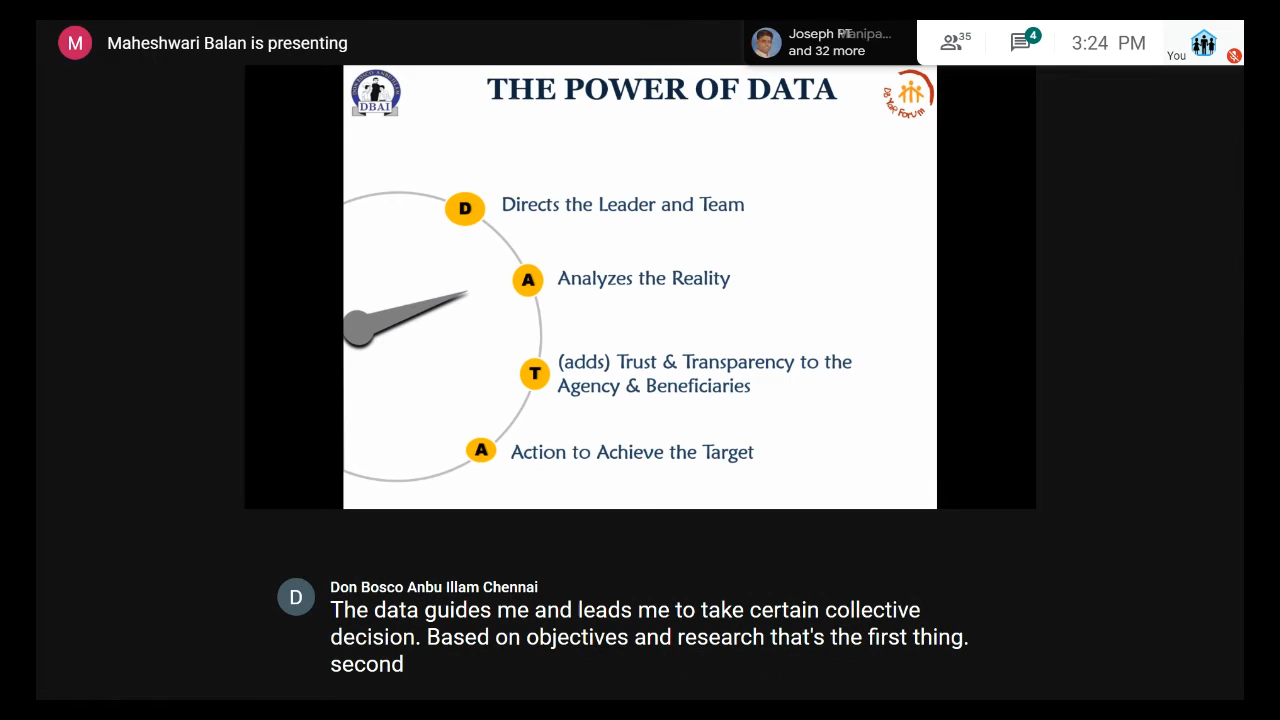 M Maheshwari Balan is presenting
Joseph
and 32 more
35
4
3:24 PM
You
THE POWER OF DATA
DBAI
YaR Forum
D Directs the Leader and Team
A Analyzes the Reality
T (adds) Trust & Transparency to the
Agency & Beneficiaries
A Action to Achieve the Target
D Don Bosco Anbu Illam Chennai
The data guides me and leads me to take certain collective
decision. Based on objectives and research that's the first thing.
second